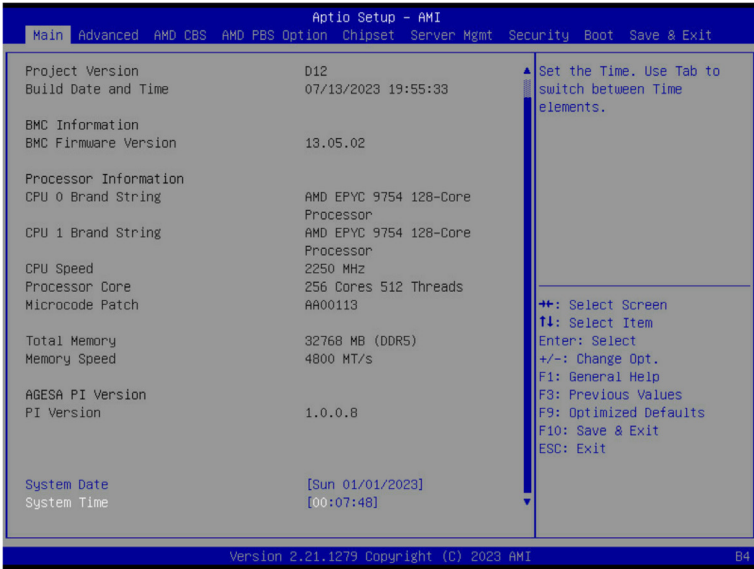 Aptio Setup – AMI
Main Advanced AMD CBS AMD PBS Option Chipset Server Mgmt Security Boot Save & Exit
Project Version D12
Build Date and Time 07/13/2023 19:55:33
BMC Information
BMC Firmware Version 13.05.02
Processor Information
CPU 0 Brand String AMD EPYC 9754 128-Core
Processor
CPU 1 Brand String AMD EPYC 9754 128-Core
Processor
CPU Speed 2250 MHz
Processor Core 256 Cores 512 Threads
Microcode Patch AA00113
Total Memory 32768 MB (DDR5)
Memory Speed 4800 MT/s
AGESA PI Version
PI Version 1.0.0.8
System Date [Sun 01/01/2023]
System Time [00:07:48]
Set the Time. Use Tab to
switch between Time
elements.
→←: Select Screen
↑↓: Select Item
Enter: Select
+/-: Change Opt.
F1: General Help
F3: Previous Values
F9: Optimized Defaults
F10: Save & Exit
ESC: Exit
Version 2.21.1279 Copyright (C) 2023 AMI
B4